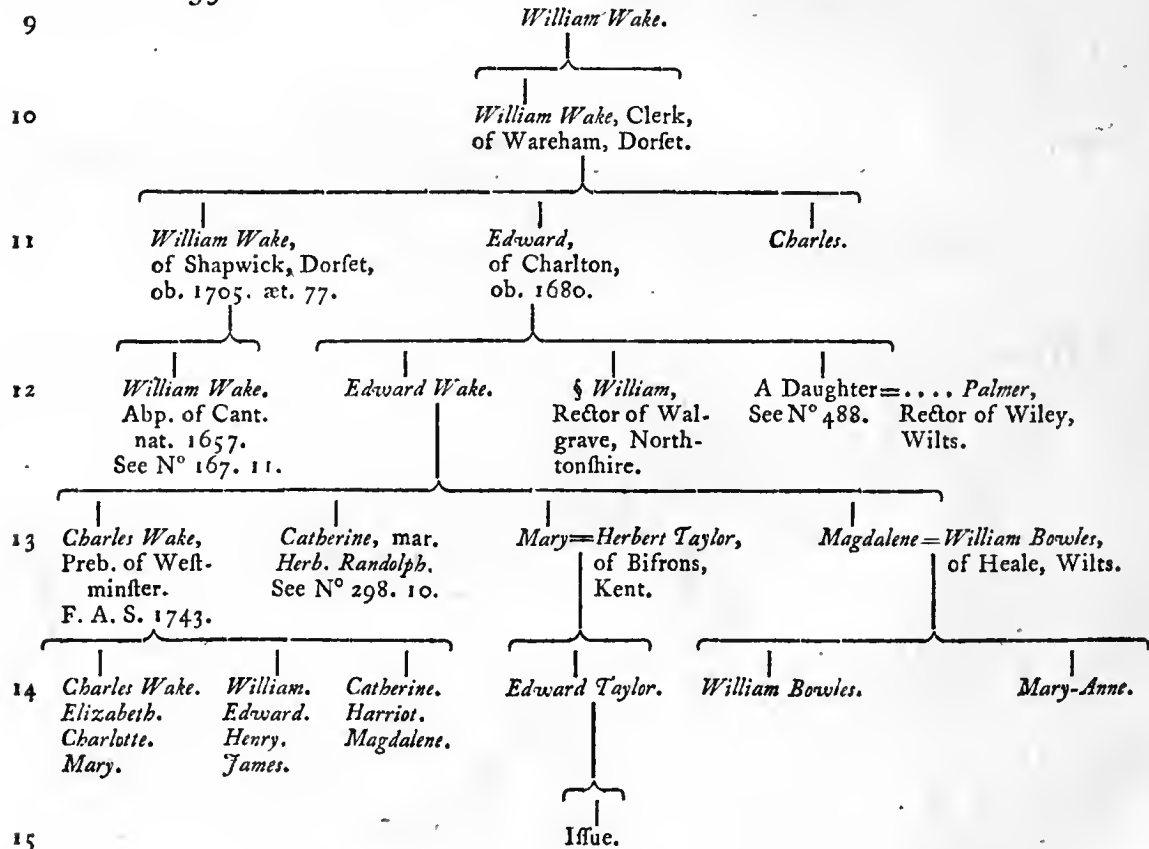 9 William Wake.
10 William Wake, Clerk,
of Wareham, Dorſet.
11 William Wake,
of Shapwick, Dorſet,
ob. 1705. æt. 77.
Edward,
of Charlton,
ob. 1680.
Charles.
12 William Wake.
Abp. of Cant.
nat. 1657.
See N° 167. 11.
Edward Wake.
§ William,
Rector of Wal-
grave, North-
tonſhire.
A Daughter=.... Palmer,
See N° 488. Rector of Wiley,
Wilts.
13 Charles Wake,
Preb. of Weſt-
minſter.
F. A. S. 1743.
Catherine, mar.
Herb. Randolph.
See N° 298. 10.
Mary=Herbert Taylor,
of Bifrons,
Kent.
Magdalene=William Bowles,
of Heale, Wilts.
14 Charles Wake.
Elizabeth.
Charlotte.
Mary.
William.
Edward.
Henry.
James.
Catherine.
Harriot.
Magdalene.
Edward Taylor.
William Bowles.
Mary-Anne.
15 Iſſue.